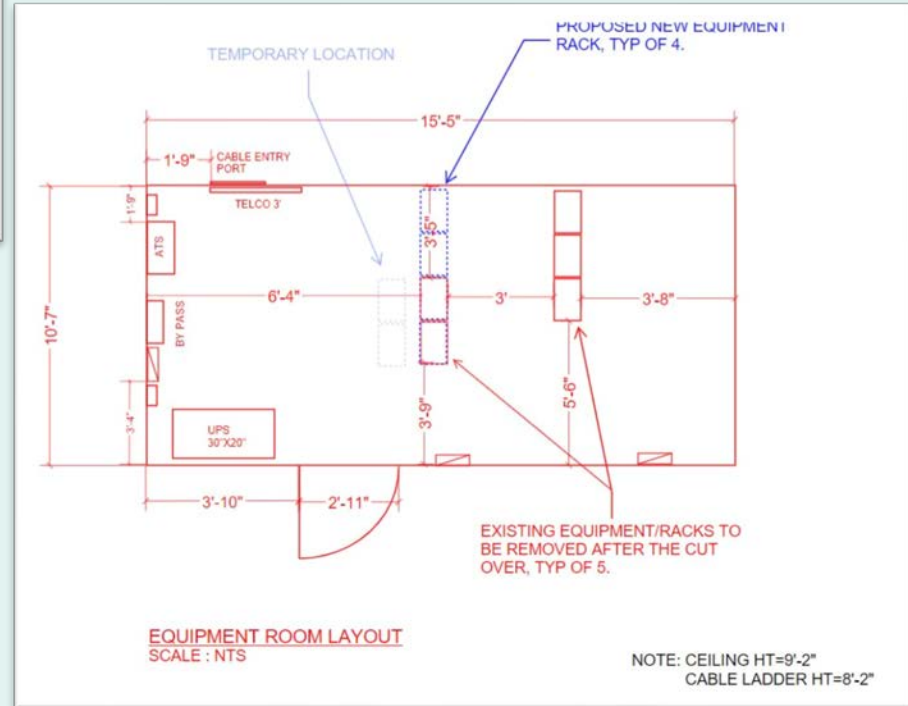 PROPOSED NEW EQUIPMENT
RACK, TYP OF 4.
TEMPORARY LOCATION
15'-5"
1'-9"
CABLE ENTRY
PORT
TELCO 3'
1'-9"
ATS
3'-5"
6'-4"
3'
3'-8"
10'-7"
BY PASS
3'-4"
3'-9"
5'-6"
UPS
30"X20"
3'-10"
2'-11"
EXISTING EQUIPMENT/RACKS TO
BE REMOVED AFTER THE CUT
OVER, TYP OF 5.
EQUIPMENT ROOM LAYOUT
SCALE : NTS
NOTE: CEILING HT=9'-2"
CABLE LADDER HT=8'-2"